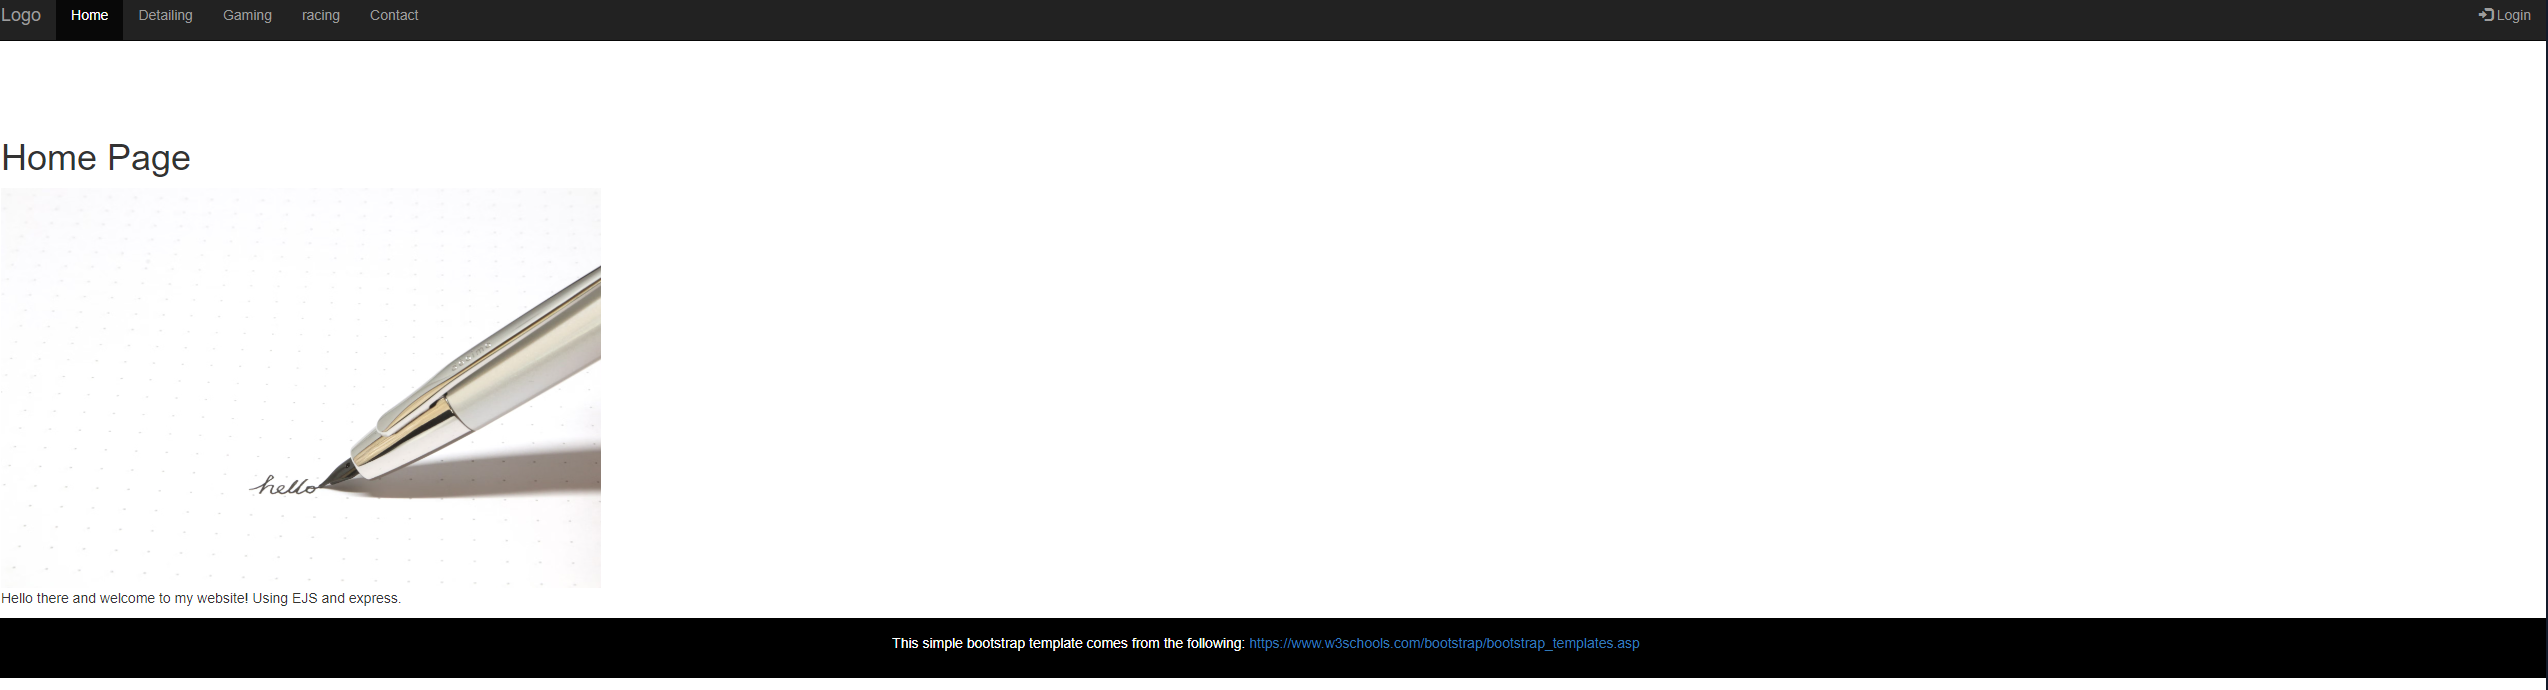 Logo Home Detailing Gaming racing Contact Login
Home Page
hello
Hello there and welcome to my website! Using EJS and express.
This simple bootstrap template comes from the following: https://www.w3schools.com/bootstrap/bootstrap_templates.asp